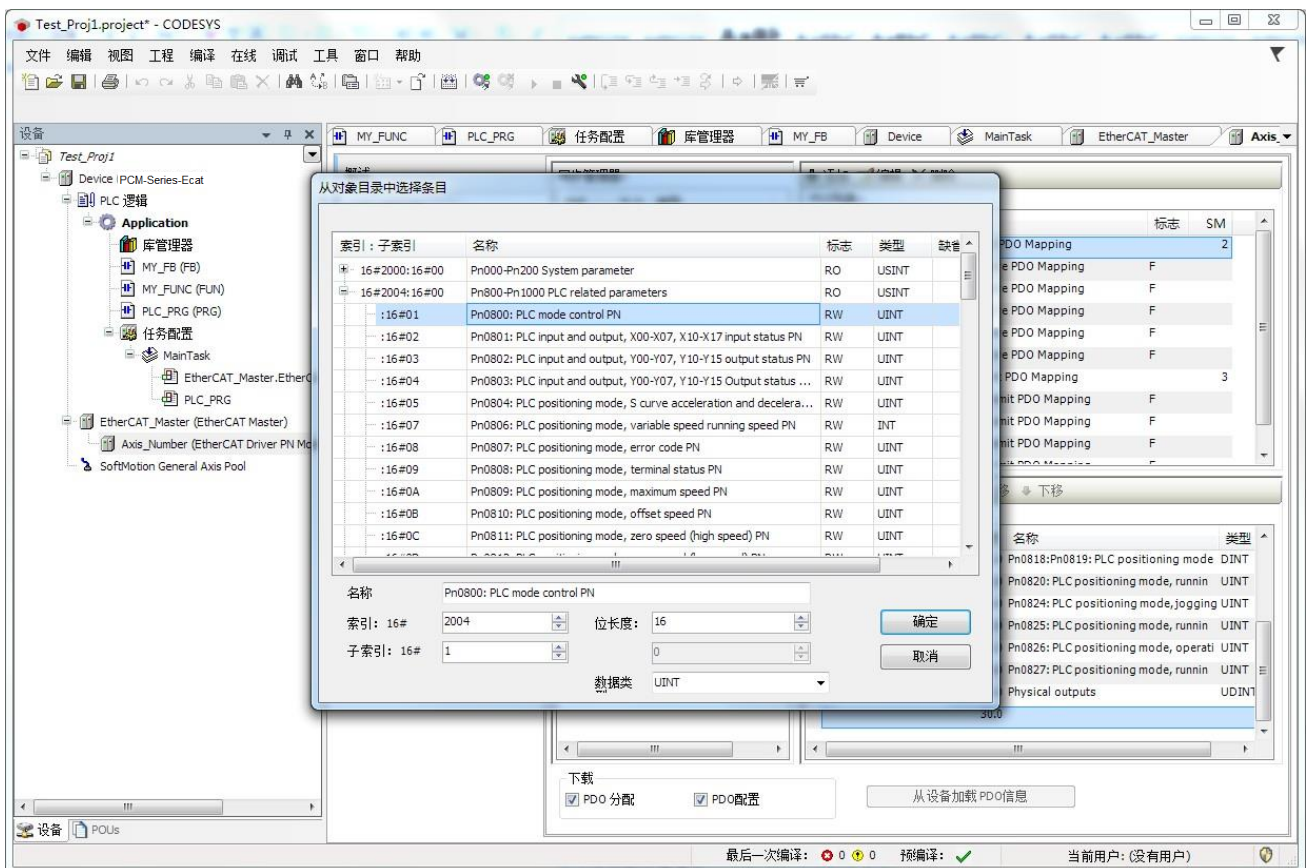 Test_Proj1.project* - CODESYS
文件 编辑 视图 工程 编译 在线 调试 工具 窗口 帮助
设备
MY_FUNC PLC_PRG 任务配置 库管理器 MY_FB Device MainTask EtherCAT_Master Axis_
Test_Proj1
Device PCM-Series-Ecat
PLC 逻辑
Application
库管理器
MY_FB (FB)
MY_FUNC (FUN)
PLC_PRG (PRG)
任务配置
MainTask
EtherCAT_Master.EtherC
PLC_PRG
EtherCAT_Master (EtherCAT Master)
Axis_Number (EtherCAT Driver PN Mo
SoftMotion General Axis Pool
设备 POUs
从对象目录中选择条目
索引：子索引 名称 标志 类型 缺省
16#2000:16#00 Pn000-Pn200 System parameter RO USINT
16#2004:16#00 Pn800-Pn1000 PLC related parameters RO USINT
:16#01 Pn0800: PLC mode control PN RW UINT
:16#02 Pn0801: PLC input and output, X00-X07, X10-X17 input status PN RW UINT
:16#03 Pn0802: PLC input and output, Y00-Y07, Y10-Y15 output status PN RW UINT
:16#04 Pn0803: PLC input and output, Y00-Y07, Y10-Y15 Output status ... RW UINT
:16#05 Pn0804: PLC positioning mode, S curve acceleration and decelera... RW UINT
:16#07 Pn0806: PLC positioning mode, variable speed running speed PN RW INT
:16#08 Pn0807: PLC positioning mode, error code PN RW UINT
:16#09 Pn0808: PLC positioning mode, terminal status PN RW UINT
:16#0A Pn0809: PLC positioning mode, maximum speed PN RW UINT
:16#0B Pn0810: PLC positioning mode, offset speed PN RW UINT
:16#0C Pn0811: PLC positioning mode, zero speed (high speed) PN RW UINT
名称 Pn0800: PLC mode control PN
索引: 16# 2004 位长度: 16 确定
子索引: 16# 1 0 取消
数据类 UINT
标志 SM
PDO Mapping 2
e PDO Mapping F
e PDO Mapping F
e PDO Mapping F
e PDO Mapping F
e PDO Mapping F
PDO Mapping 3
mit PDO Mapping F
mit PDO Mapping F
mit PDO Mapping F
下移
名称 类型
Pn0818:Pn0819: PLC positioning mode DINT
Pn0820: PLC positioning mode, runnin UINT
Pn0824: PLC positioning mode,jogging UINT
Pn0825: PLC positioning mode, runnin UINT
Pn0826: PLC positioning mode, operati UINT
Pn0827: PLC positioning mode, runnin UINT
Physical outputs UDINT
30.0
下载
PDO 分配 PDO配置 从设备加载 PDO信息
最后一次编译: 0 0 预编译: 当前用户: (没有用户)